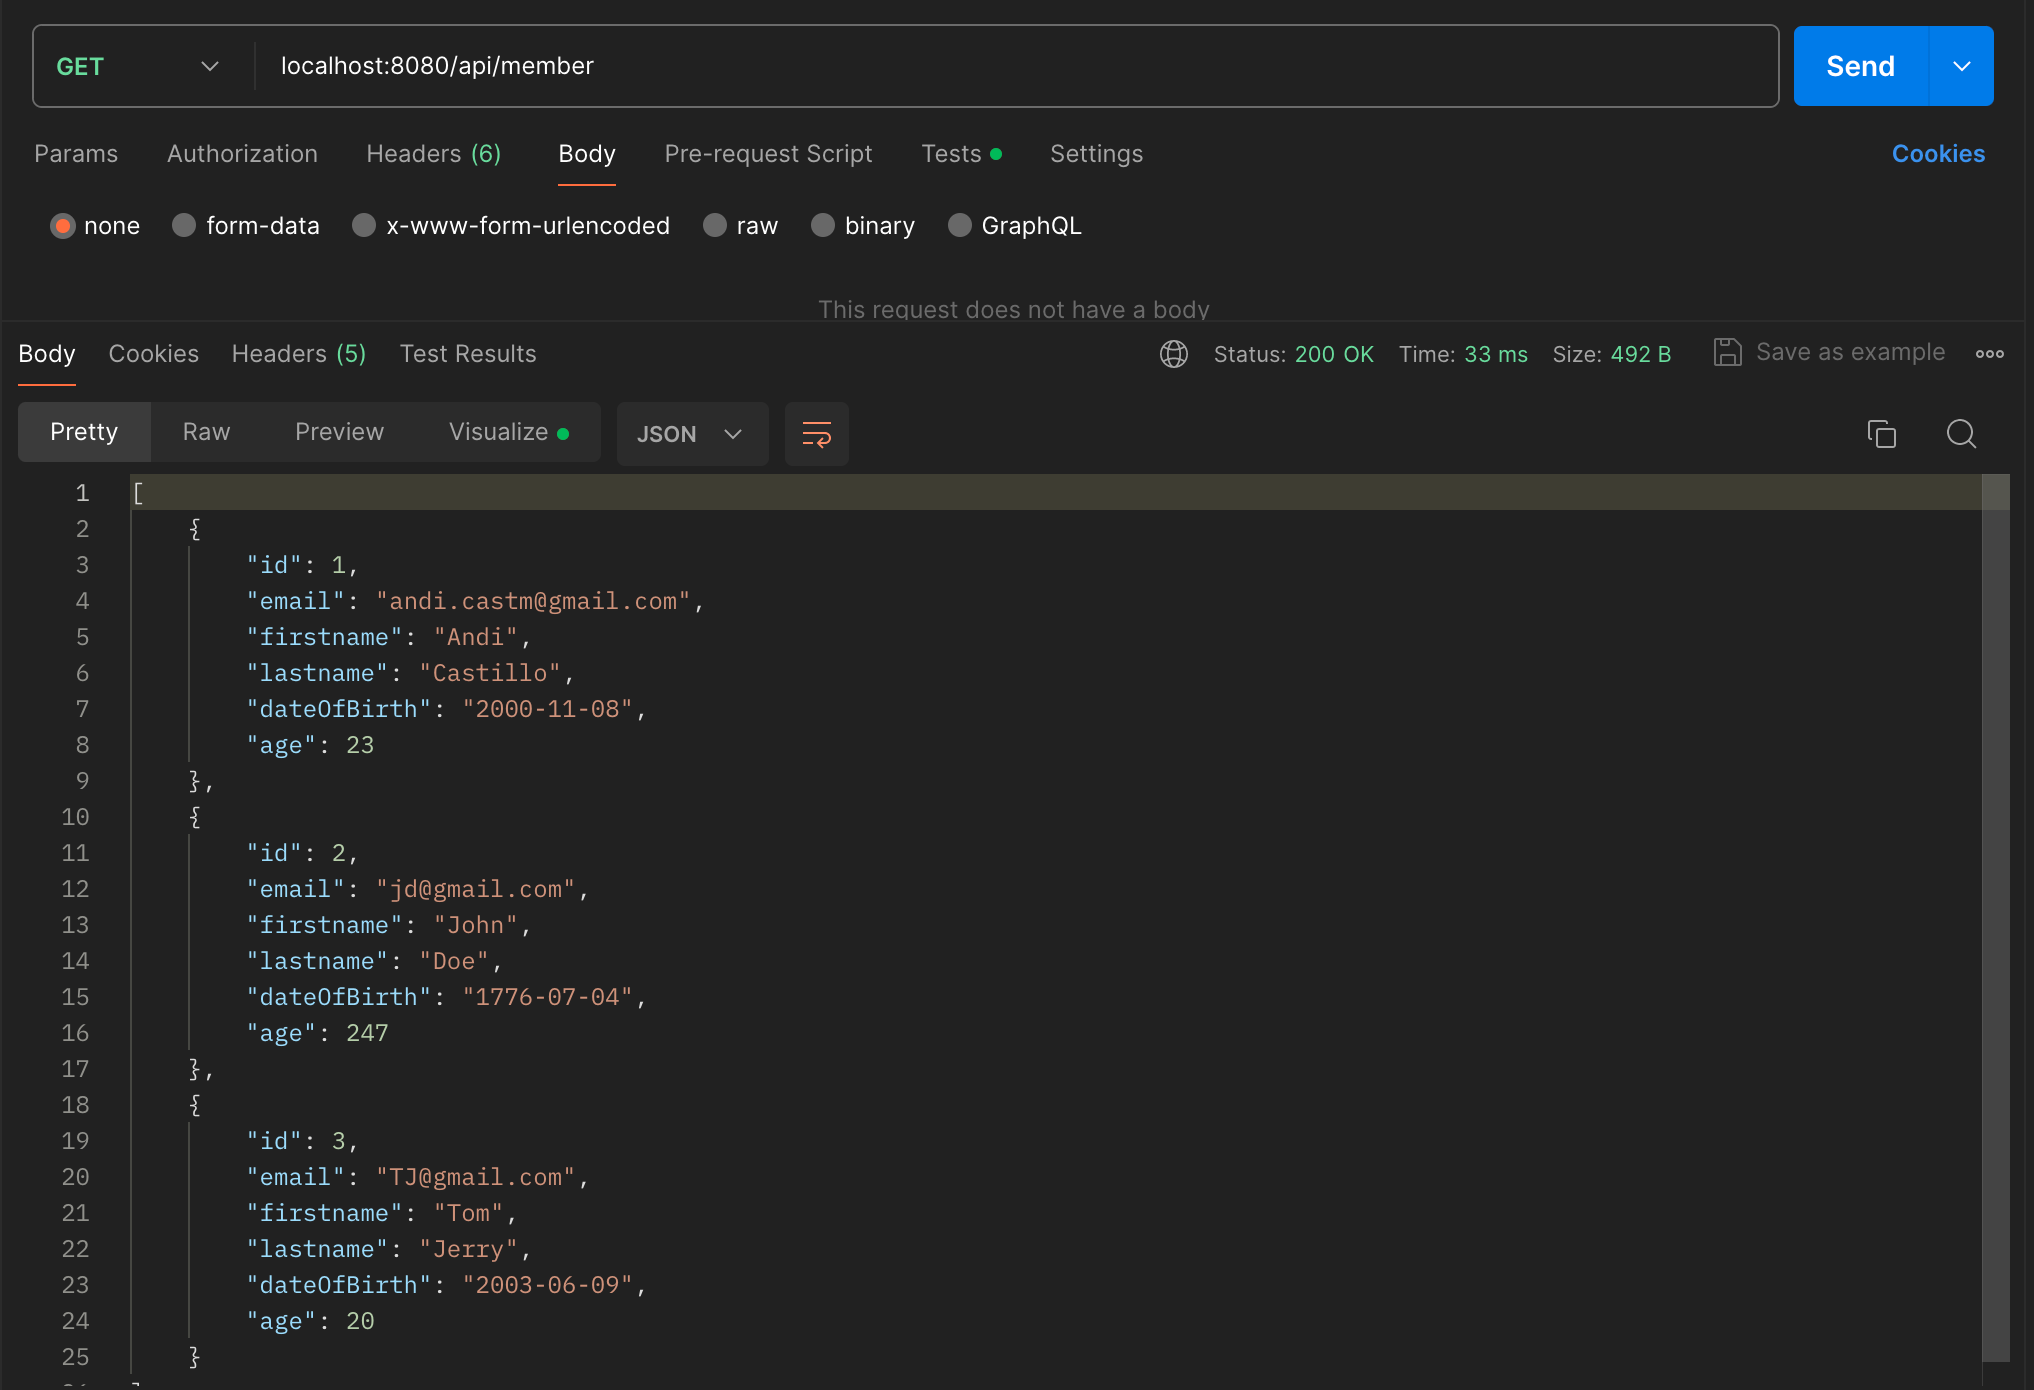 GET localhost:8080/api/member Send
Params Authorization Headers (6) Body Pre-request Script Tests Settings Cookies
none form-data x-www-form-urlencoded raw binary GraphQL
This request does not have a body
Body Cookies Headers (5) Test Results Status: 200 OK Time: 33 ms Size: 492 B Save as example
Pretty Raw Preview Visualize JSON
1 [
2 {
3 "id": 1,
4 "email": "andi.castm@gmail.com",
5 "firstname": "Andi",
6 "lastname": "Castillo",
7 "dateOfBirth": "2000-11-08",
8 "age": 23
9 },
10 {
11 "id": 2,
12 "email": "jd@gmail.com",
13 "firstname": "John",
14 "lastname": "Doe",
15 "dateOfBirth": "1776-07-04",
16 "age": 247
17 },
18 {
19 "id": 3,
20 "email": "TJ@gmail.com",
21 "firstname": "Tom",
22 "lastname": "Jerry",
23 "dateOfBirth": "2003-06-09",
24 "age": 20
25 }